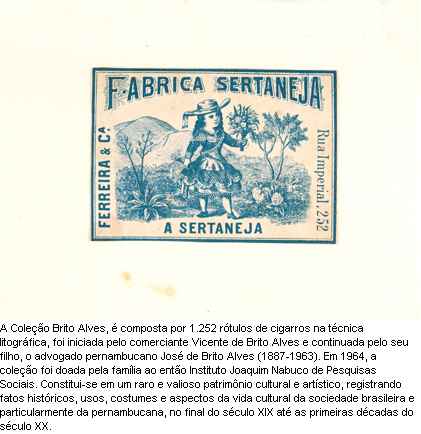 FABRICA SERTANEJA
FERREIRA & Cª
Rua Imperial, 252
A SERTANEJA
A Coleção Brito Alves, é composta por 1.252 rótulos de cigarros na técnica
litográfica, foi iniciada pelo comerciante Vicente de Brito Alves e continuada pelo seu
filho, o advogado pernambucano José de Brito Alves (1887-1963). Em 1964, a
coleção foi doada pela família ao então Instituto Joaquim Nabuco de Pesquisas
Sociais. Constitui-se em um raro e valioso patrimônio cultural e artístico, registrando
fatos históricos, usos, costumes e aspectos da vida cultural da sociedade brasileira e
particularmente da pernambucana, no final do século XIX até as primeiras décadas do
século XX.